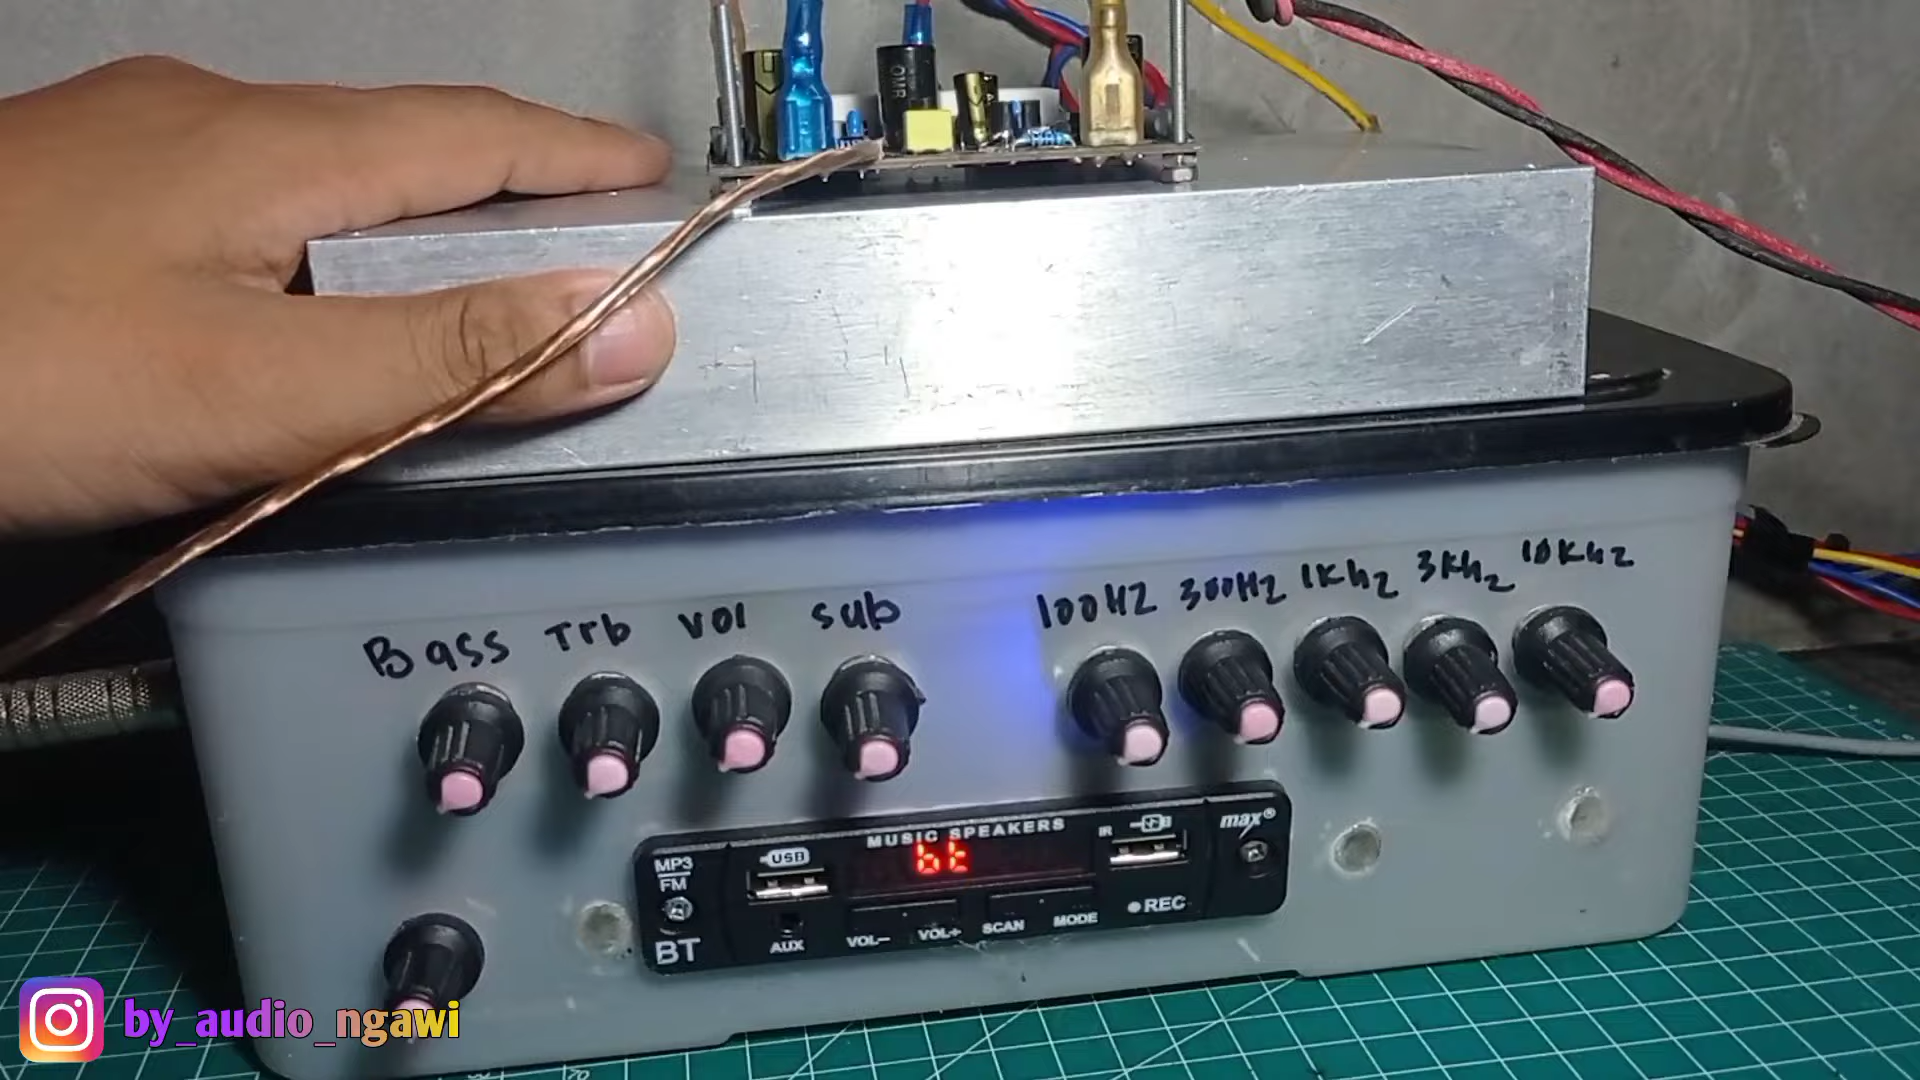 OMR
Bass Trb vol sub
100HZ 300HZ 1Khz 3Khz 10Khz
MUSIC SPEAKERS
MP3
FM
USB
bt
IR
max®
AUX
VOL−
VOL+
SCAN
MODE
●REC
BT
by_audio_ngawi